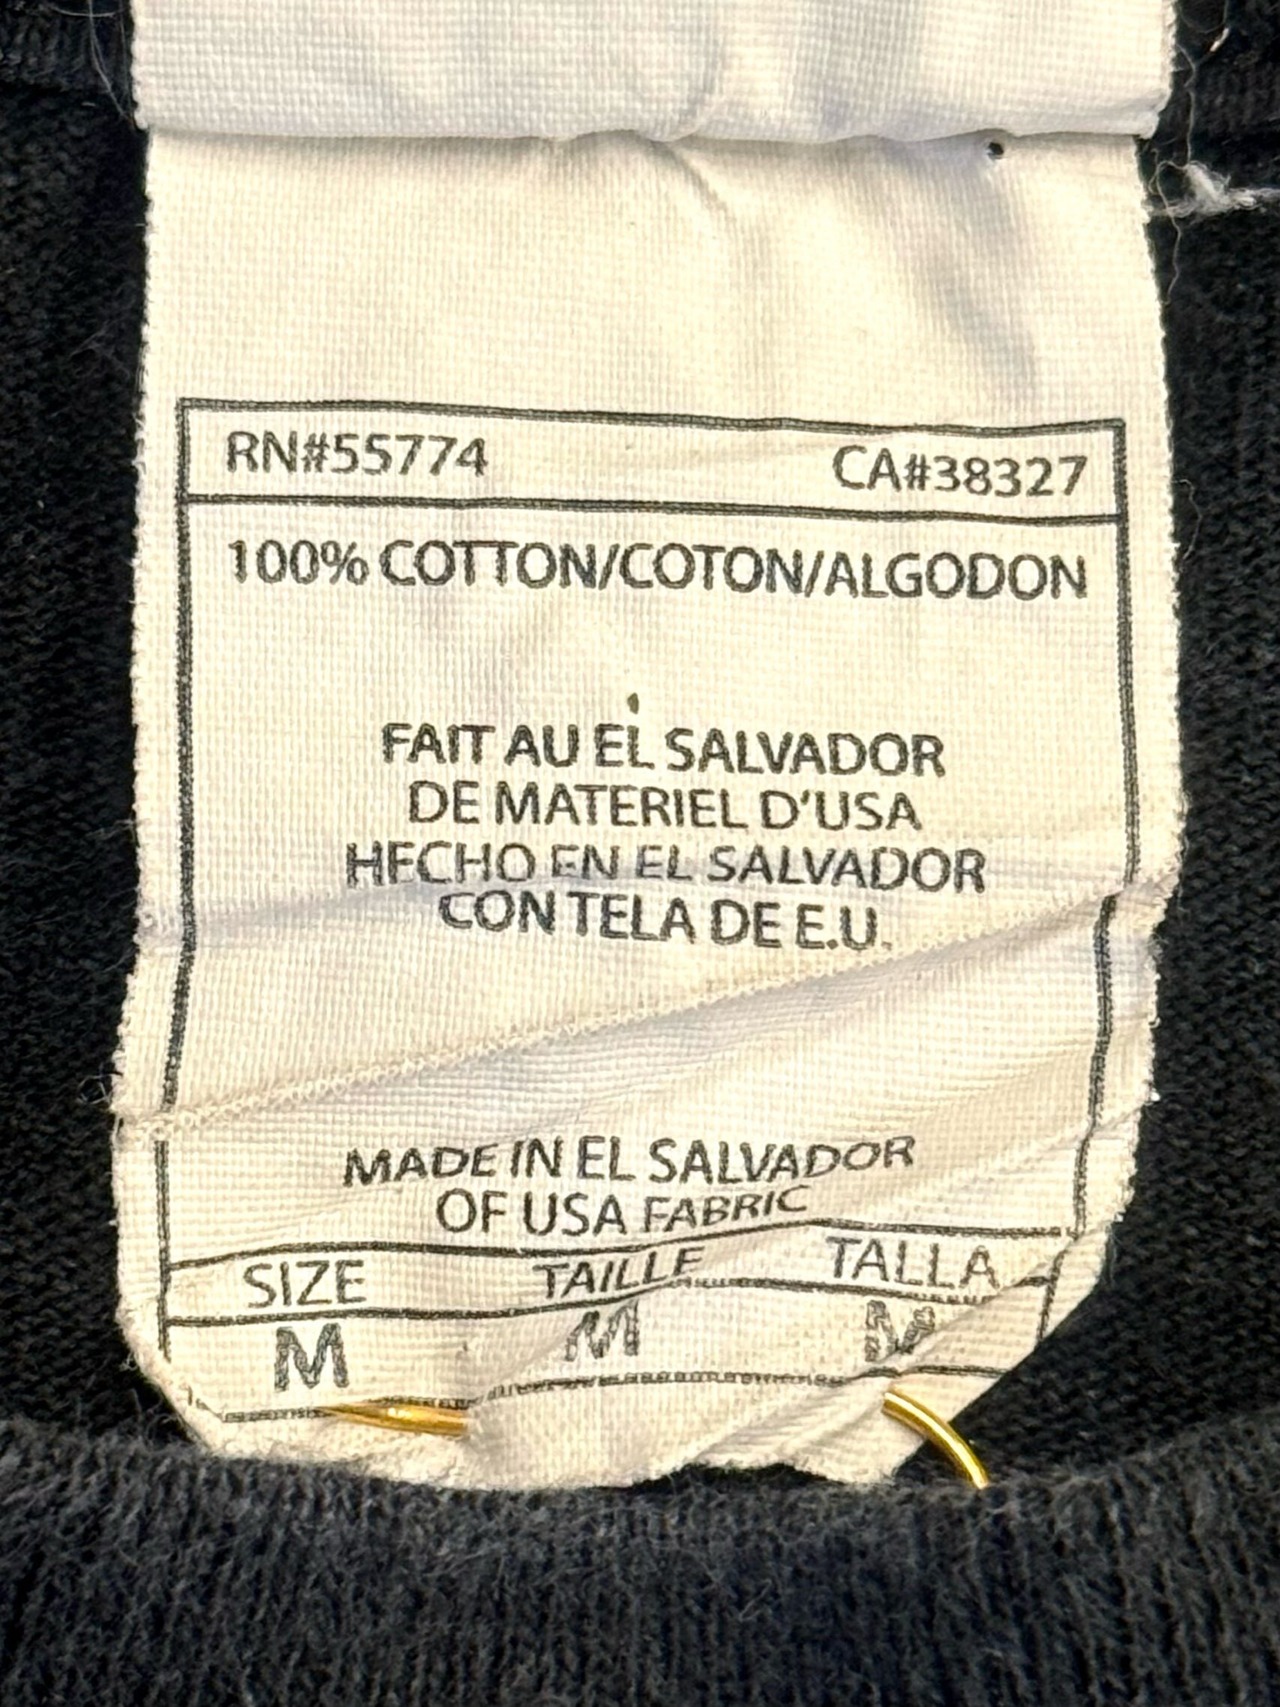 RN#55774 CA#38327
100% COTTON/COTON/ALGODON
FAIT AU EL SALVADOR
DE MATERIEL D'USA
HECHO EN EL SALVADOR
CON TELA DE E.U.
MADE IN EL SALVADOR
OF USA FABRIC
SIZE TAILLE TALLA
M M M